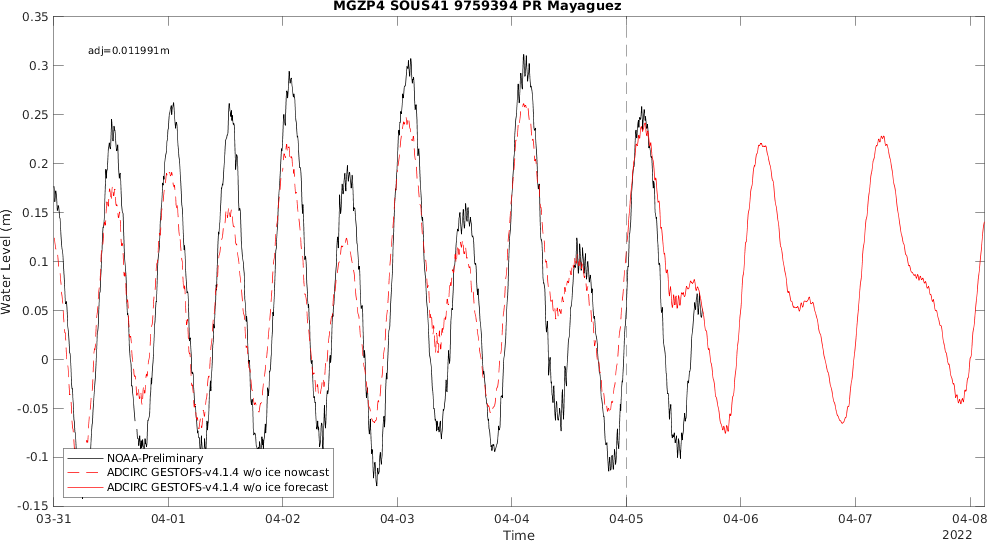 MGZP4 SOUS41 9759394 PR Mayaguez
adj=0.011991m
0.35
0.3
0.25
0.2
0.15
0.1
0.05
0
-0.05
-0.1
-0.15
Water Level (m)
NOAA-Preliminary
ADCIRC GESTOFS-v4.1.4 w/o ice nowcast
ADCIRC GESTOFS-v4.1.4 w/o ice forecast
03-31 04-01 04-02 04-03 04-04 04-05 04-06 04-07 04-08
Time
2022